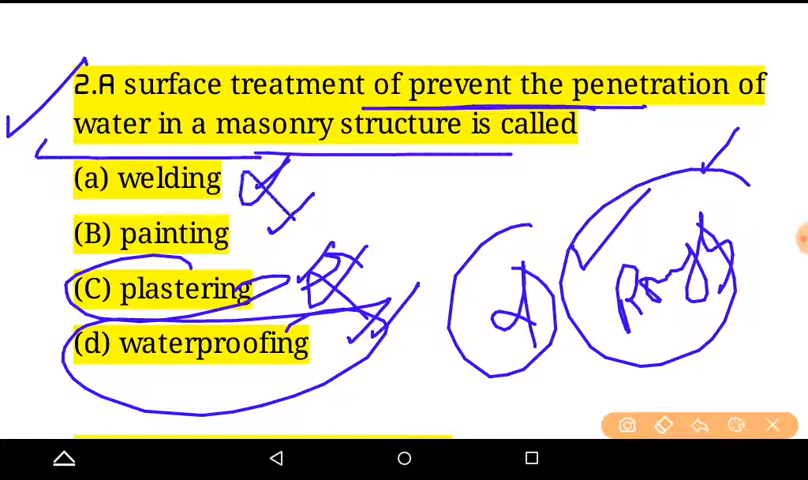 2.A surface treatment of prevent the penetration of
water in a masonry structure is called
(a) welding
(B) painting
(C) plastering
(d) waterproofing